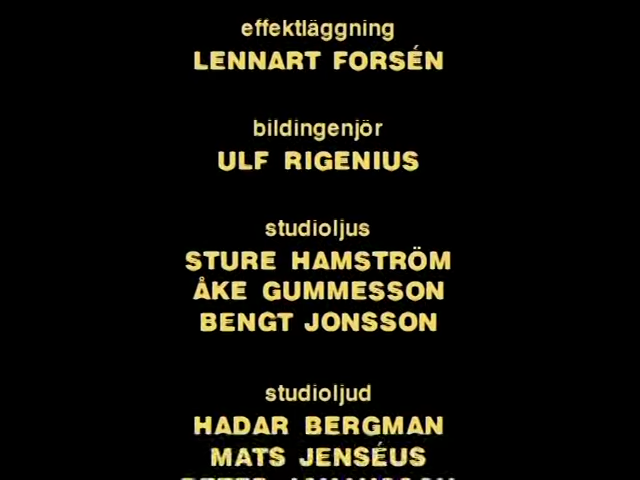 effektläggning
LENNART FORSÉN
bildingenjör
ULF RIGENIUS
studioljus
STURE HAMSTRÖM
ÅKE GUMMESSON
BENGT JONSSON
studioljud
HADAR BERGMAN
MATS JENSÉUS